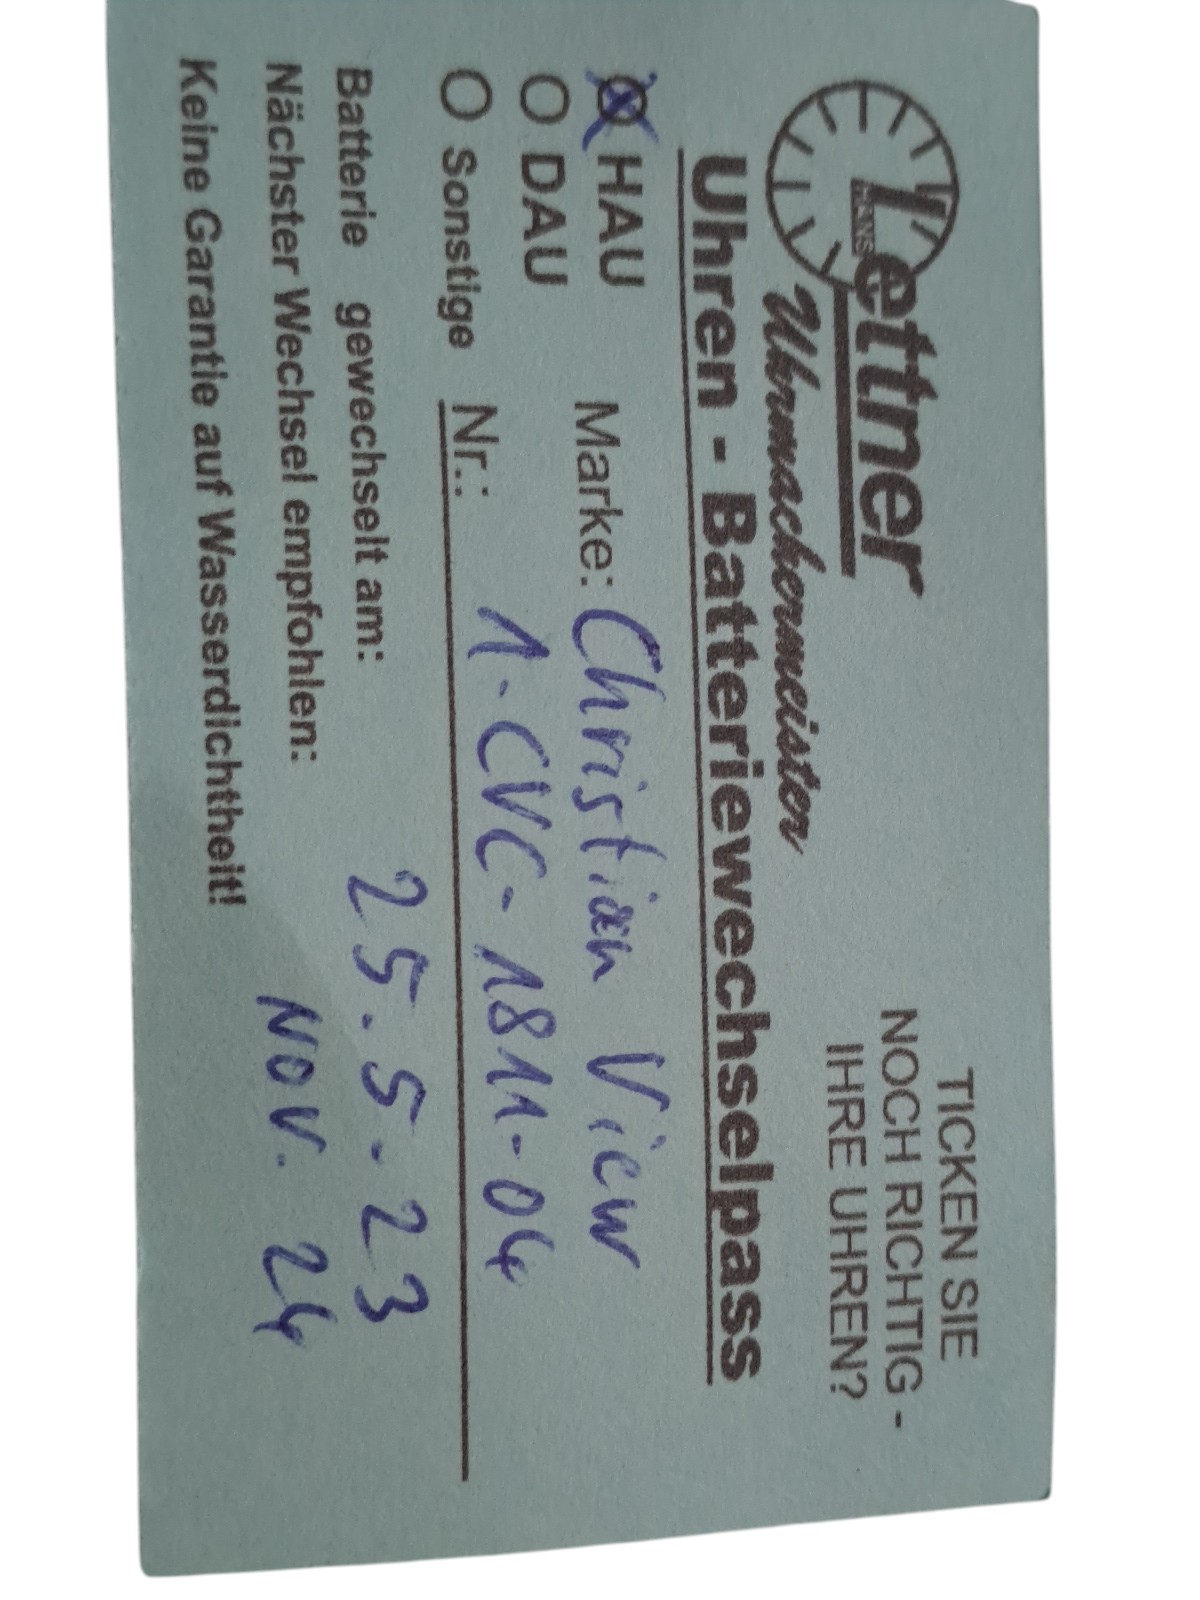 Lettner
HANS
Uhrmachermeister
TICKEN SIE
NOCH RICHTIG -
IHRE UHREN?
Uhren - Batteriewechselpass
HAU Marke: Christian View
DAU
Sonstige Nr.: 1-CVC-1811-04
Batterie gewechselt am: 25.5.23
Nächster Wechsel empfohlen: NOV. 24
Keine Garantie auf Wasserdichtheit!